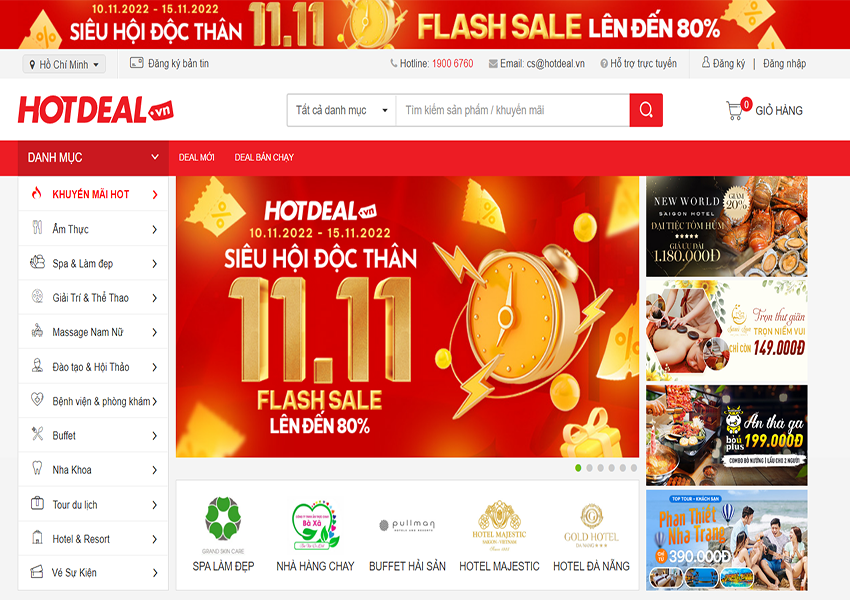 10.11.2022 - 15.11.2022
SIÊU HỘI ĐỘC THÂN 11.11 FLASH SALE LÊN ĐẾN 80%
Hồ Chí Minh Đăng ký bản tin Hotline: 1900 6760 Email: cs@hotdeal.vn Hỗ trợ trực tuyến Đăng ký | Đăng nhập
HOTDEAL.vn Tất cả danh mục Tìm kiếm sản phẩm / khuyến mãi 0 GIỎ HÀNG
DANH MỤC DEAL MỚI DEAL BÁN CHẠY
KHUYẾN MÃI HOT
Ẩm Thực
Spa & Làm đẹp
Giải Trí & Thể Thao
Massage Nam Nữ
Đào tạo & Hội Thảo
Bệnh viện & phòng khám
Buffet
Nha Khoa
Tour du lịch
Hotel & Resort
Vé Sự Kiện
HOTDEAL.vn
10.11.2022 - 15.11.2022
SIÊU HỘI ĐỘC THÂN
11.11
FLASH SALE
LÊN ĐẾN 80%
GRAND SKIN CARE
SPA LÀM ĐẸP
Bà Xã
NHÀ HÀNG CHAY
pullman
BUFFET HẢI SẢN
HOTEL MAJESTIC
SAIGON - VIETNAM
HOTEL MAJESTIC
GOLD HOTEL
DA NANG
HOTEL ĐÀ NẴNG
NEW WORLD
SAIGON HOTEL
GIẢM
20%
ĐẠI TIỆC TÔM HÙM
GIÁ ƯU ĐÃI
1.180.000Đ
Trọn thư giãn
TRỌN NIỀM VUI
CHỈ CÒN 149.000Đ
bò plus
Ăn thả ga
199.000Đ
COMBO BÒ NƯỚNG | LẨU CHO 2 NGƯỜI
TOP TOUR - KHÁCH SẠN
Phan Thiết
Nha Trang
CHỈ TỪ 390.000Đ